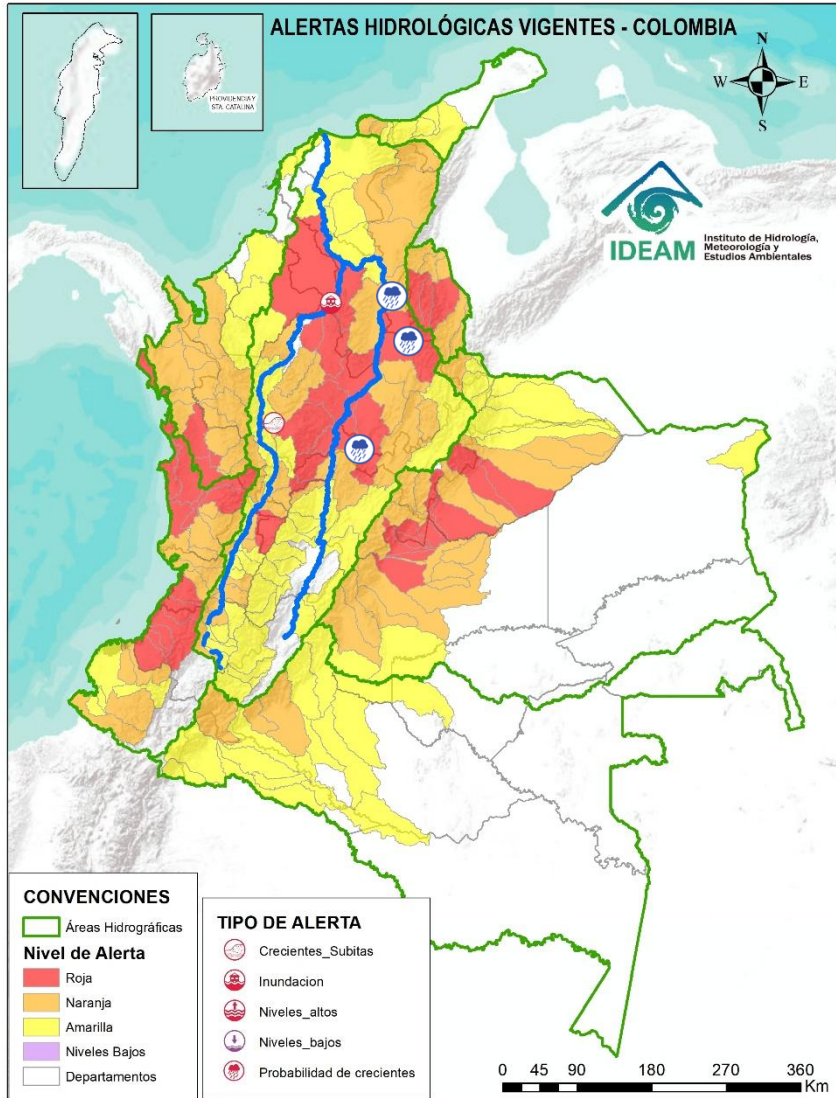 ALERTAS HIDROLÓGICAS VIGENTES - COLOMBIA
PROVIDENCIA Y
STA. CATALINA
N
W
E
S
IDEAM
Instituto de Hidrología,
Meteorología y
Estudios Ambientales
CONVENCIONES
Áreas Hidrográficas
Nivel de Alerta
Roja
Naranja
Amarilla
Niveles Bajos
Departamentos
TIPO DE ALERTA
Crecientes_Subitas
Inundacion
Niveles_altos
Niveles_bajos
Probabilidad de crecientes
0 45 90 180 270 360
Km